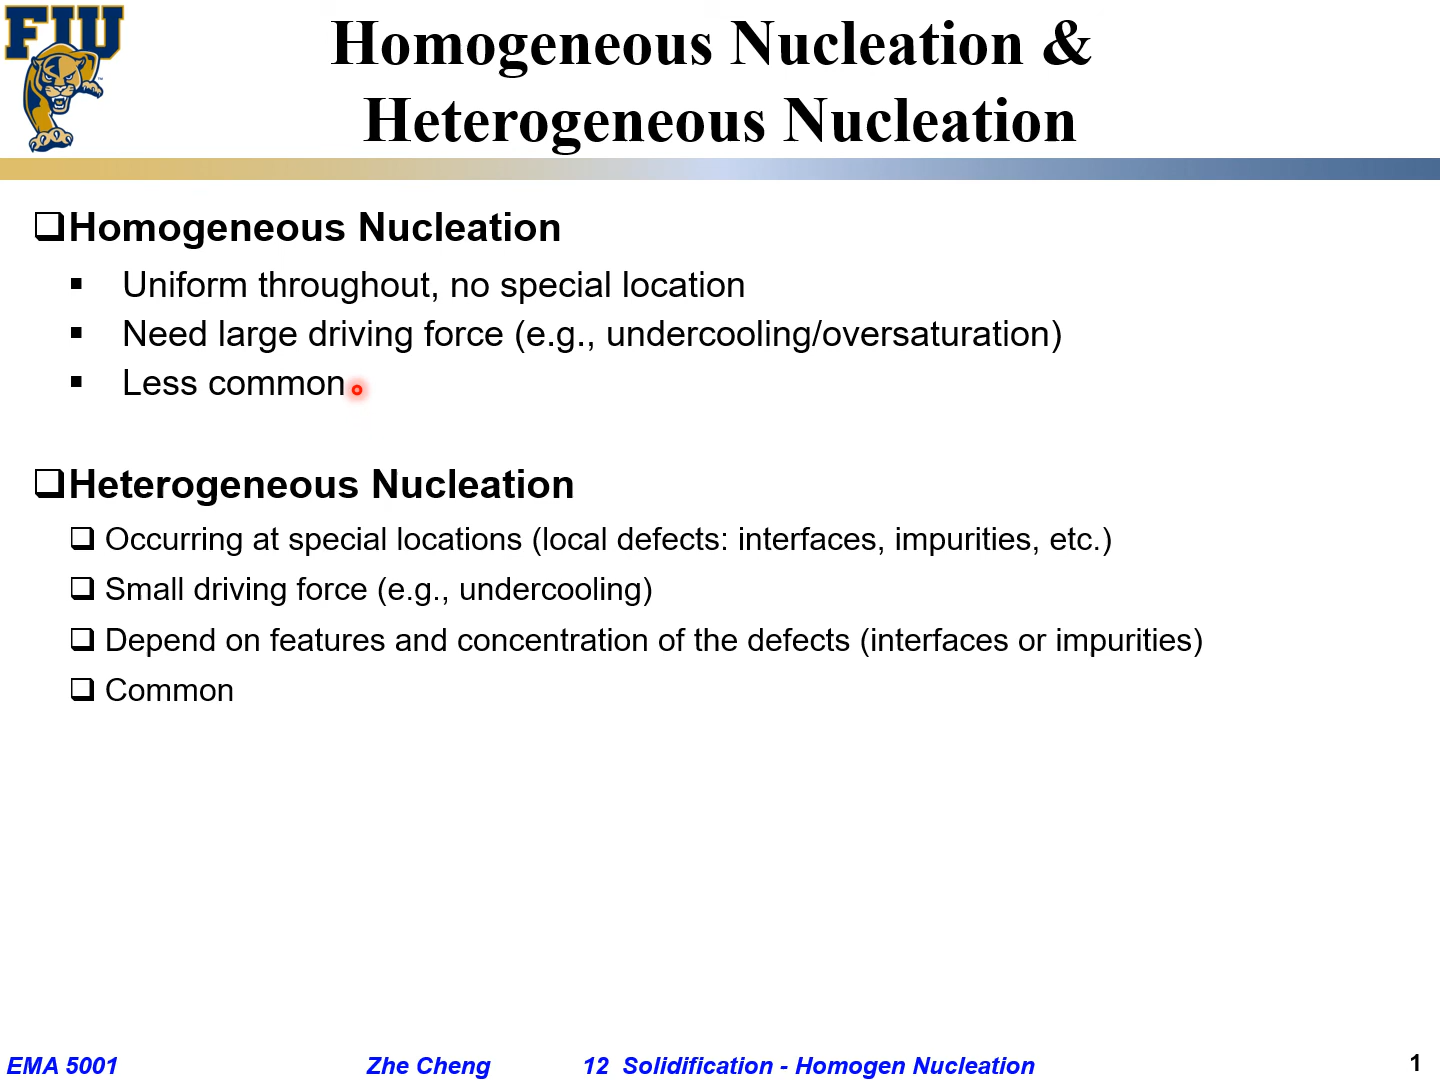 FIU
Homogeneous Nucleation &
Heterogeneous Nucleation
Homogeneous Nucleation
Uniform throughout, no special location
Need large driving force (e.g., undercooling/oversaturation)
Less common
Heterogeneous Nucleation
Occurring at special locations (local defects: interfaces, impurities, etc.)
Small driving force (e.g., undercooling)
Depend on features and concentration of the defects (interfaces or impurities)
Common
EMA 5001 Zhe Cheng 12 Solidification - Homogen Nucleation 1